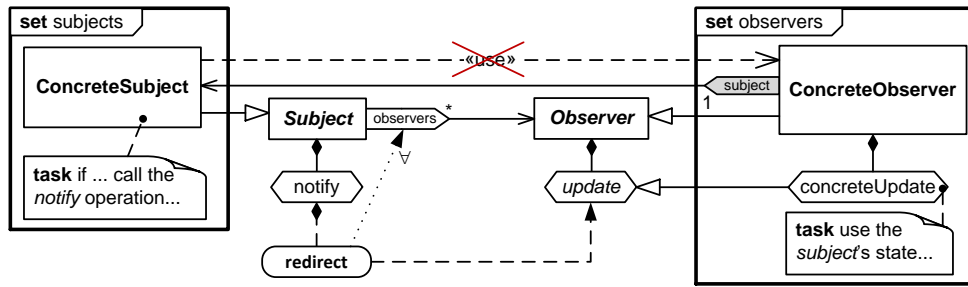 set subjects
set observers
«use»
ConcreteSubject
subject
ConcreteObserver
1
Subject
observers
*
Observer
∀
task if ... call the
notify operation...
notify
update
concreteUpdate
task use the
subject's state...
redirect